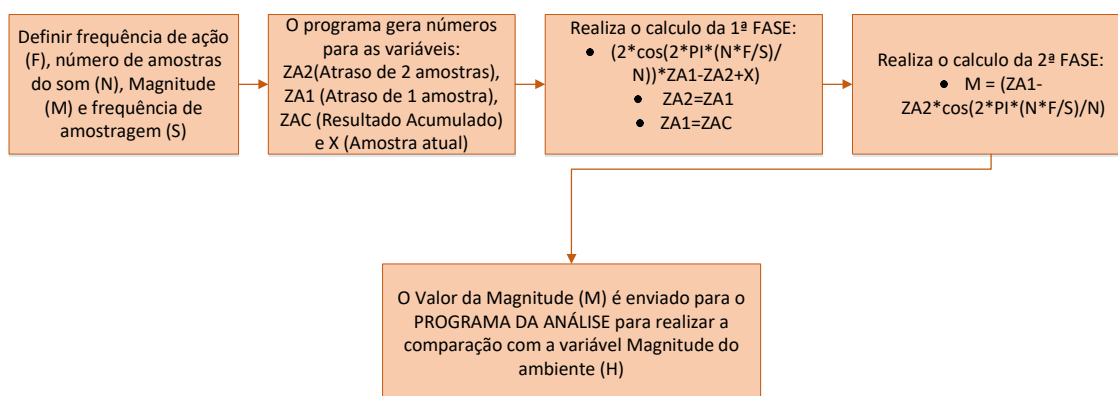 Definir frequência de ação
(F), número de amostras
do som (N), Magnitude
(M) e frequência de
amostragem (S)
O programa gera números
para as variáveis:
ZA2(Atraso de 2 amostras),
ZA1 (Atraso de 1 amostra),
ZAC (Resultado Acumulado)
e X (Amostra atual)
Realiza o calculo da 1ª FASE:
• (2*cos(2*PI*(N*F/S)/
N))*ZA1-ZA2+X)
• ZA2=ZA1
• ZA1=ZAC
Realiza o calculo da 2ª FASE:
• M = (ZA1-
ZA2*cos(2*PI*(N*F/S)/N)
O Valor da Magnitude (M) é enviado para o
PROGRAMA DA ANÁLISE para realizar a
comparação com a variável Magnitude do
ambiente (H)